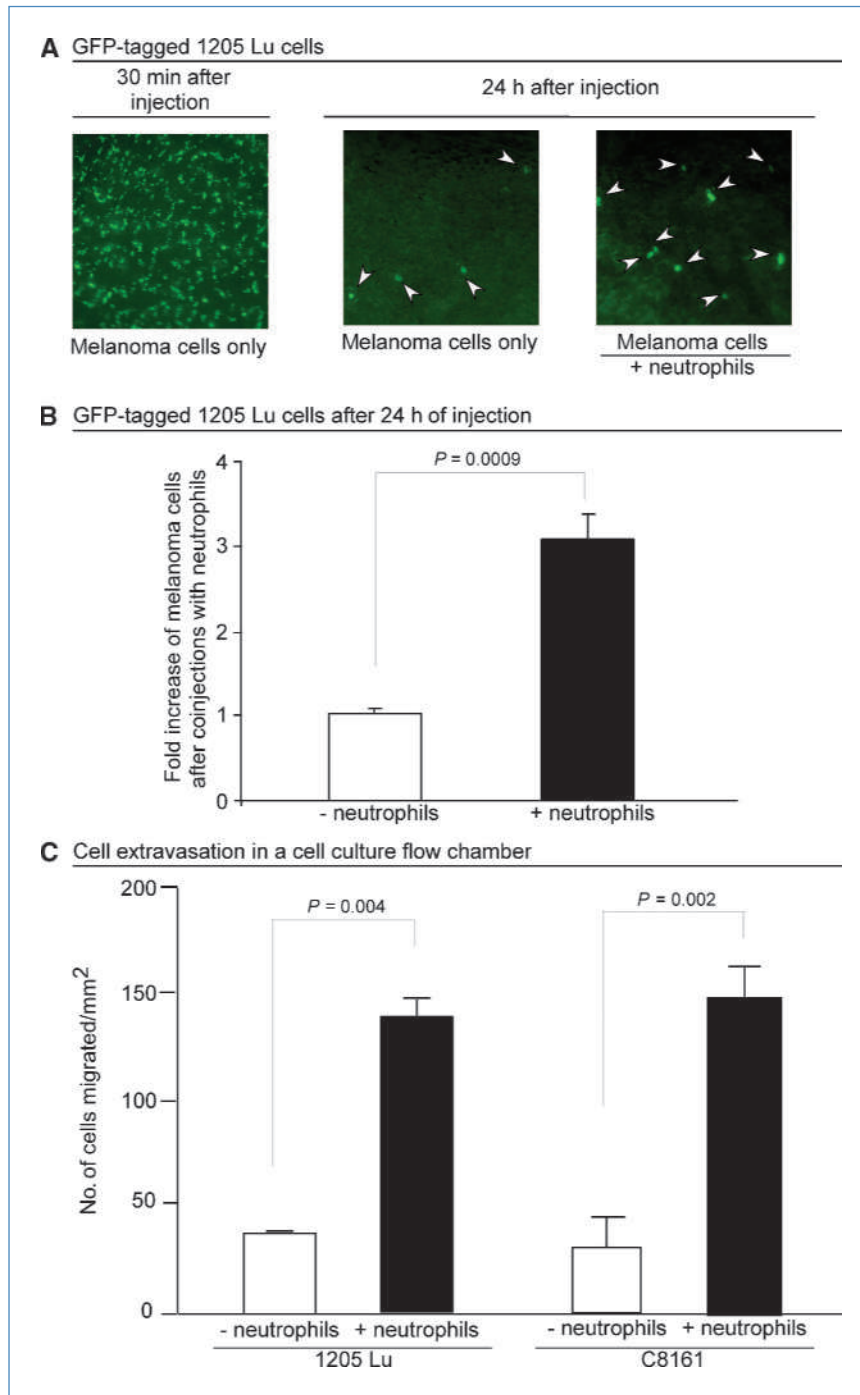 A GFP-tagged 1205 Lu cells
30 min after
injection
24 h after injection
Melanoma cells only
Melanoma cells only
Melanoma cells
+ neutrophils
B GFP-tagged 1205 Lu cells after 24 h of injection
Fold increase of melanoma cells
after coinjections with neutrophils
4
3
2
1
0
P = 0.0009
- neutrophils
+ neutrophils
C Cell extravasation in a cell culture flow chamber
No. of cells migrated/mm²
200
150
100
50
0
P = 0.004
P = 0.002
- neutrophils + neutrophils
- neutrophils + neutrophils
1205 Lu
C8161